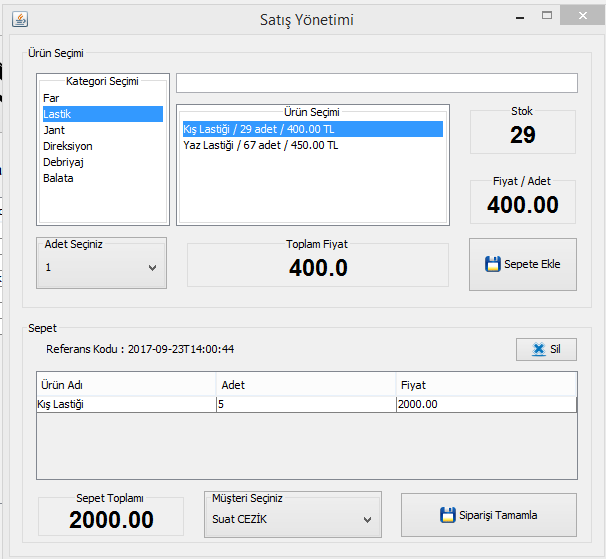 Satış Yönetimi
Ürün Seçimi
Kategori Seçimi
Far
Lastik
Jant
Direksiyon
Debriyaj
Balata
Ürün Seçimi
Kış Lastiği / 29 adet / 400.00 TL
Yaz Lastiği / 67 adet / 450.00 TL
Stok
29
Fiyat / Adet
400.00
Adet Seçiniz
1
Toplam Fiyat
400.0
Sepete Ekle
Sepet
Referans Kodu : 2017-09-23T14:00:44
Sil
Ürün Adı Adet Fiyat
Kış Lastiği 5 2000.00
Sepet Toplamı
2000.00
Müşteri Seçiniz
Suat CEZİK
Siparişi Tamamla